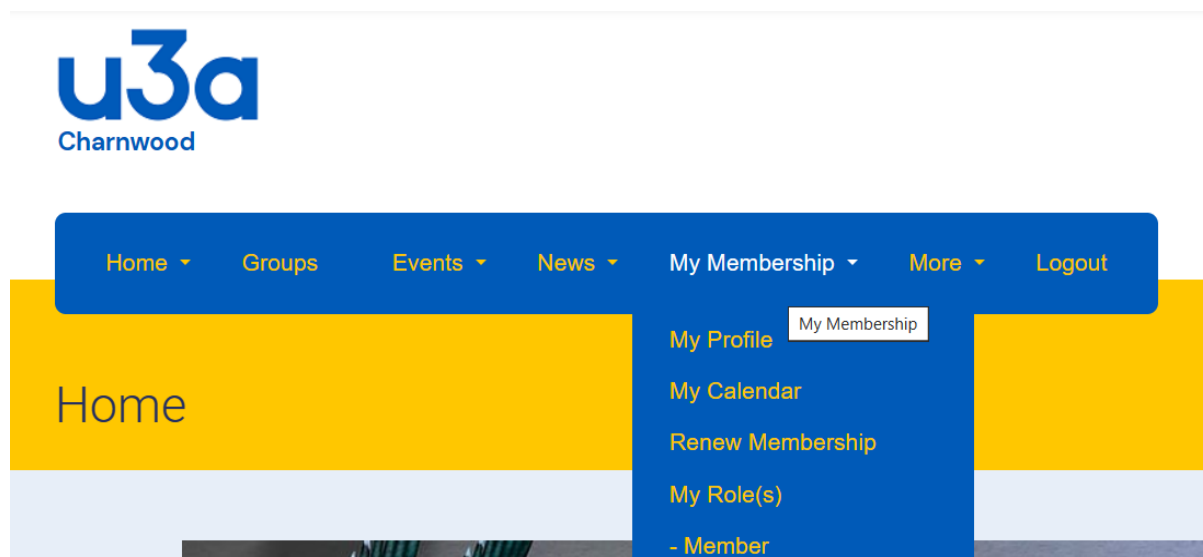 u3a
Charnwood
Home Groups Events News My Membership More Logout
My Membership
My Profile
My Calendar
Renew Membership
My Role(s)
- Member
Home